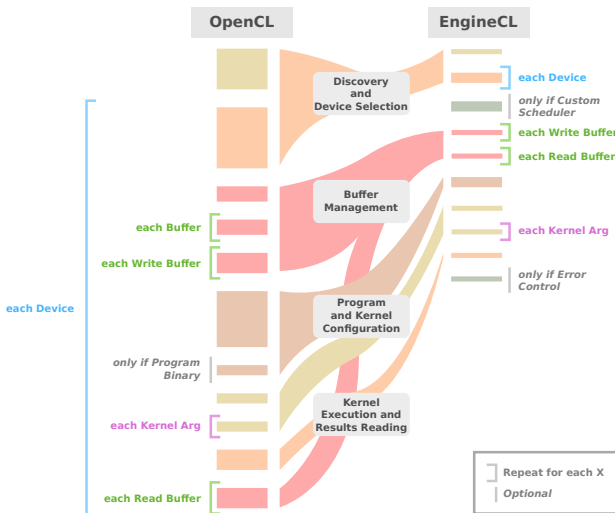 OpenCL
EngineCL
Discovery
and
Device Selection
each Device
only if Custom
Scheduler
each Write Buffer
each Read Buffer
Buffer
Management
each Buffer
each Kernel Arg
each Write Buffer
only if Error
Control
each Device
Program
and Kernel
Configuration
only if Program
Binary
Kernel
Execution and
Results Reading
each Kernel Arg
Repeat for each X
Optional
each Read Buffer